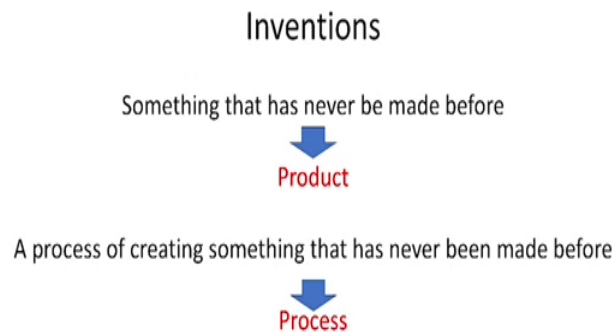 Inventions
Something that has never be made before
Product
A process of creating something that has never been made before
Process